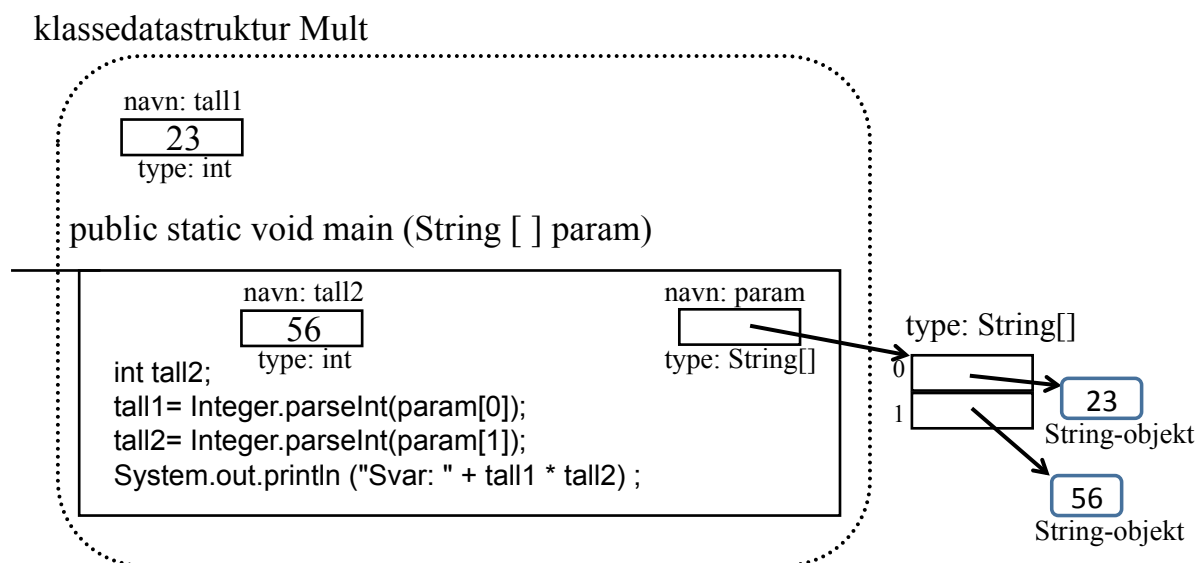 klassedatastruktur Mult
navn: tall1
23
type: int
public static void main (String [ ] param)
navn: tall2
56
type: int
navn: param
type: String[]
type: String[]
0
1
23
String-objekt
56
String-objekt
int tall2;
tall1= Integer.parseInt(param[0]);
tall2= Integer.parseInt(param[1]);
System.out.println ("Svar: " + tall1 * tall2) ;